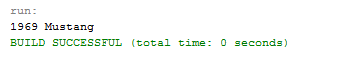 run:
1969 Mustang
BUILD SUCCESSFUL (total time: 0 seconds)